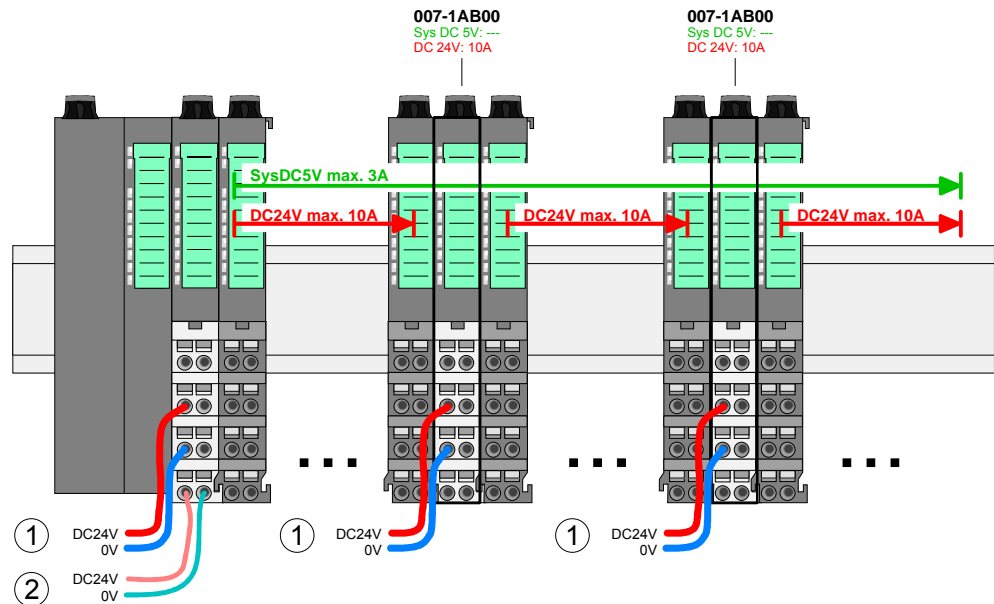 007-1AB00
Sys DC 5V: ---
DC 24V: 10A
007-1AB00
Sys DC 5V: ---
DC 24V: 10A
SysDC5V max. 3A
DC24V max. 10A
DC24V max. 10A
DC24V max. 10A
1
DC24V
0V
2
DC24V
0V
1
DC24V
0V
1
DC24V
0V